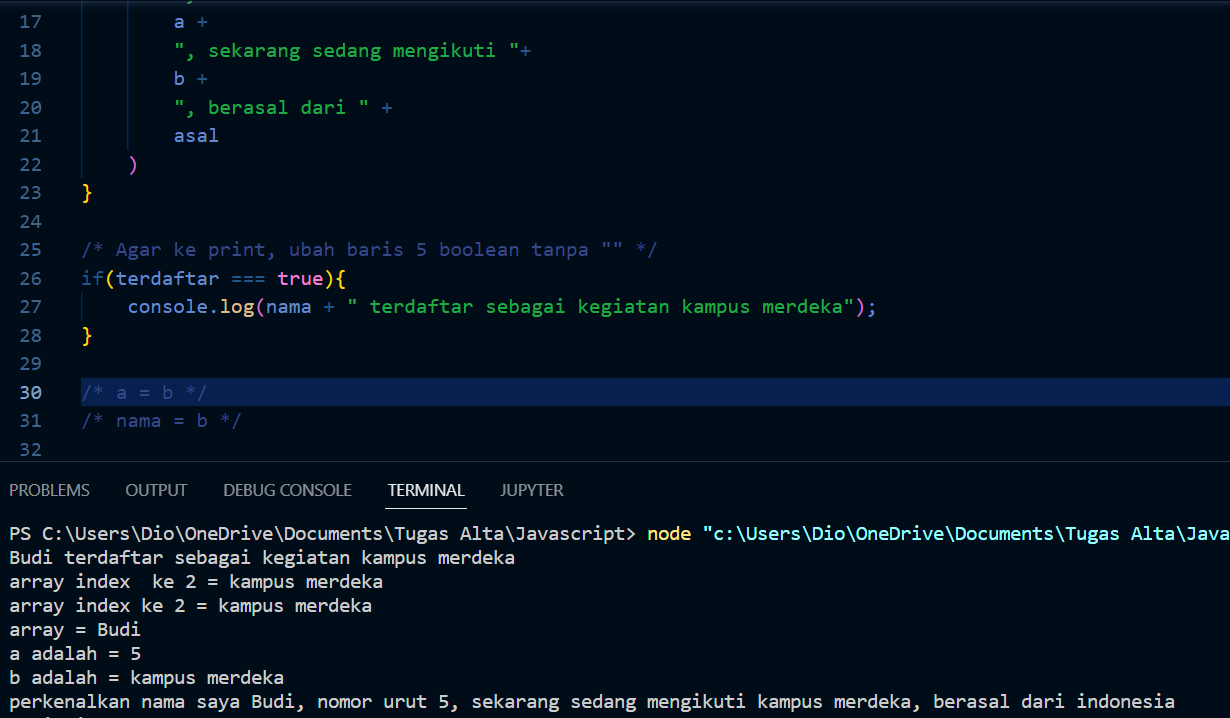 17 a +
18 ", sekarang sedang mengikuti "+
19 b +
20 ", berasal dari " +
21 asal
22 )
23 }
24
25 /* Agar ke print, ubah baris 5 boolean tanpa "" */
26 if(terdaftar === true){
27 console.log(nama + " terdaftar sebagai kegiatan kampus merdeka");
28 }
29
30 /* a = b */
31 /* nama = b */
32
PROBLEMS OUTPUT DEBUG CONSOLE TERMINAL JUPYTER
PS C:\Users\Dio\OneDrive\Documents\Tugas Alta\Javascript> node "c:\Users\Dio\OneDrive\Documents\Tugas Alta\Java
Budi terdaftar sebagai kegiatan kampus merdeka
array index  ke 2 = kampus merdeka
array index ke 2 = kampus merdeka
array = Budi
a adalah = 5
b adalah = kampus merdeka
perkenalkan nama saya Budi, nomor urut 5, sekarang sedang mengikuti kampus merdeka, berasal dari indonesia